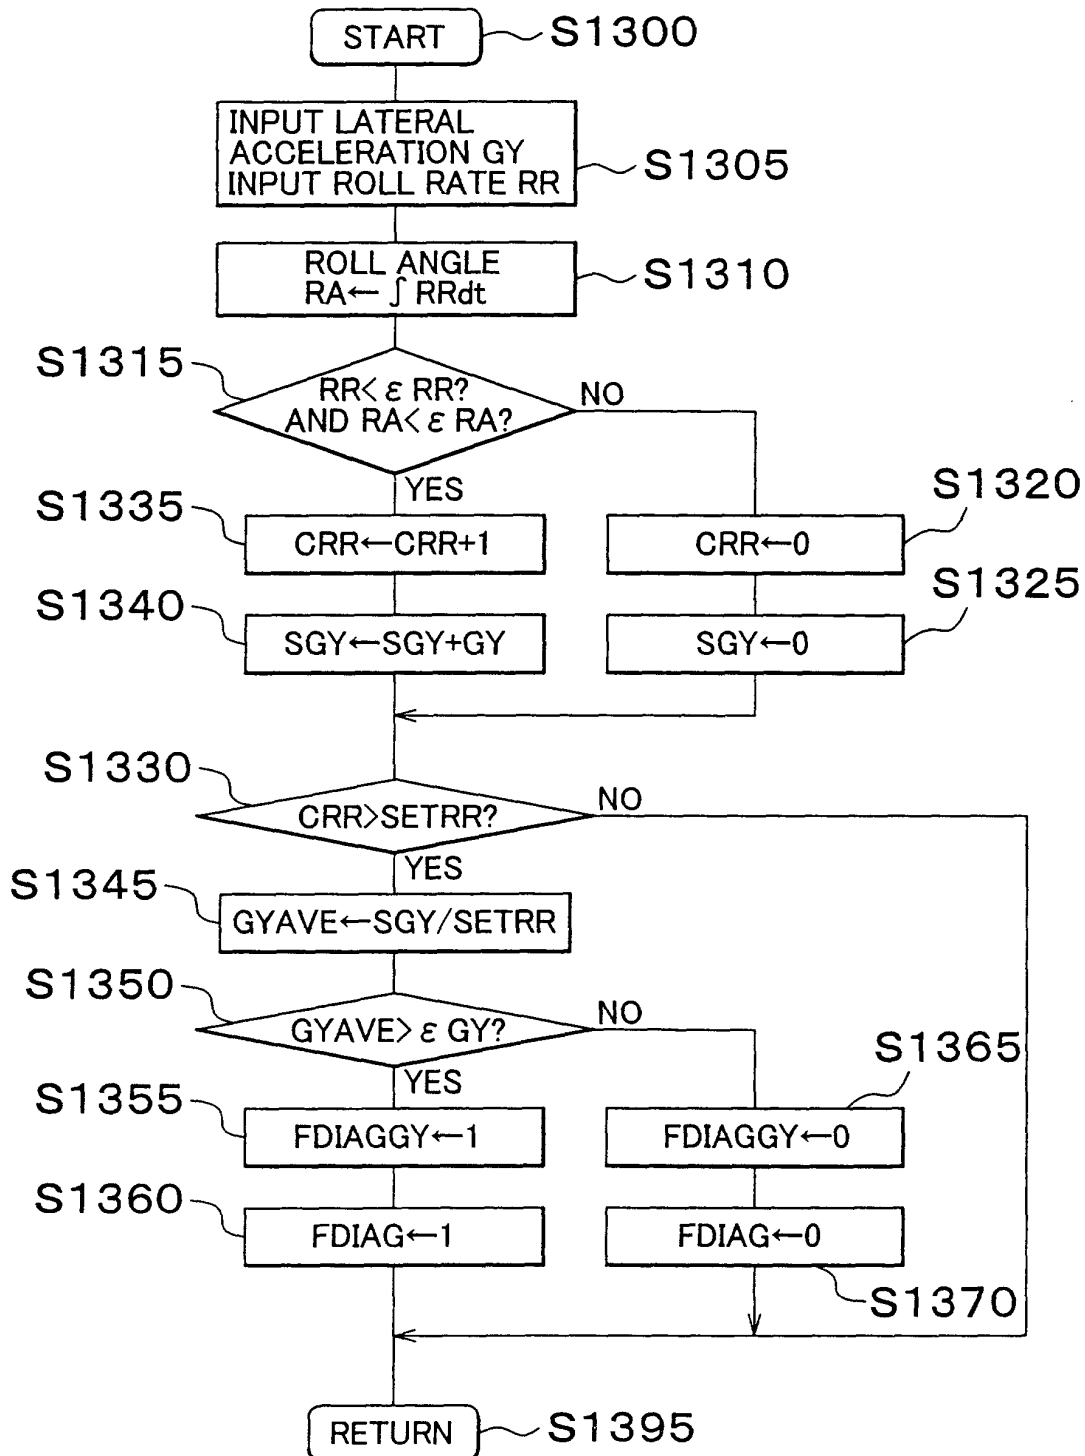 START
S1300
INPUT LATERAL
ACCELERATION GY
INPUT ROLL RATE RR
S1305
ROLL ANGLE
RA←∫RRdt
S1310
S1315
RR<εRR?
AND RA<εRA?
NO
YES
S1335
CRR←CRR+1
S1320
CRR←0
S1340
SGY←SGY+GY
S1325
SGY←0
S1330
CRR>SETRR?
NO
YES
S1345
GYAVE←SGY/SETRR
S1350
GYAVE>εGY?
NO
YES
S1365
S1355
FDIAGGY←1
FDIAGGY←0
S1360
FDIAG←1
FDIAG←0
S1370
RETURN
S1395